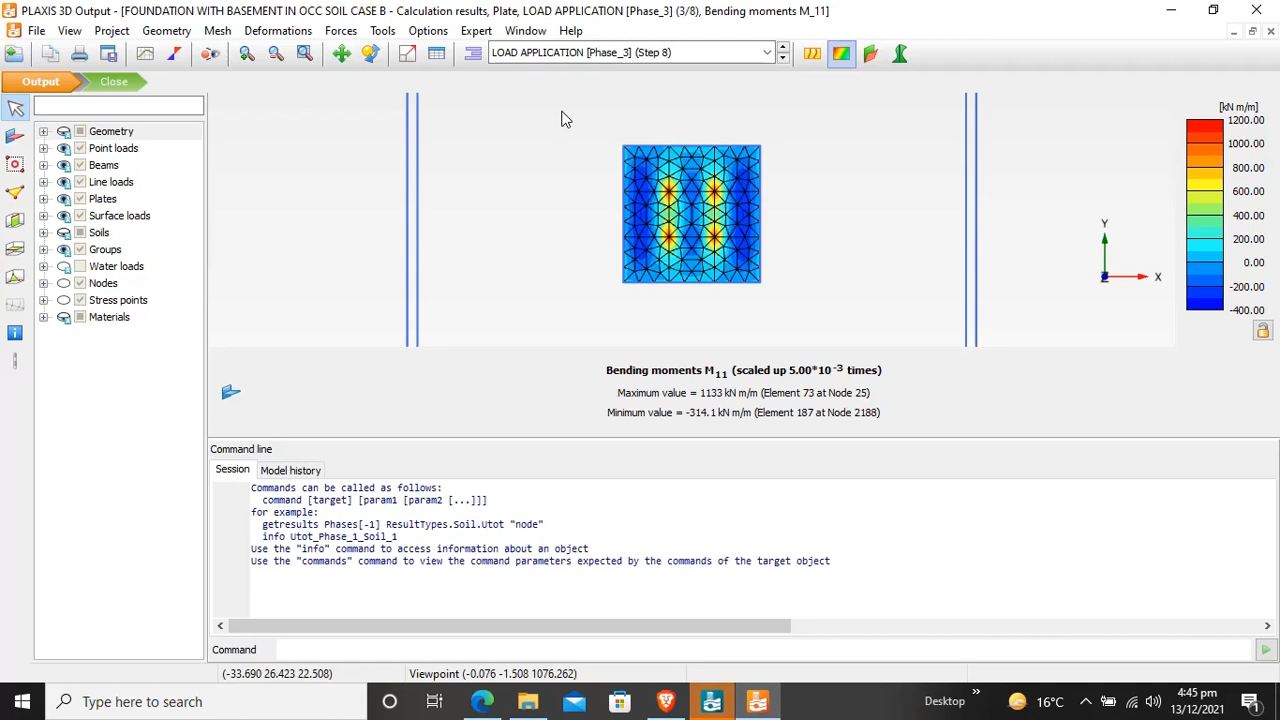 PLAXIS 3D Output - [FOUNDATION WITH BASEMENT IN OCC SOIL CASE B - Calculation results, Plate, LOAD APPLICATION [Phase_3] (3/8), Bending moments M_11]
File View Project Geometry Mesh Deformations Forces Tools Options Expert Window Help
LOAD APPLICATION [Phase_3] (Step 8)
Output Close
Geometry
Point loads
Beams
Line loads
Plates
Surface loads
Soils
Groups
Water loads
Nodes
Stress points
Materials
Y
X
Z
[kN m/m]
1200.00
1000.00
800.00
600.00
400.00
200.00
0.00
-200.00
-400.00
Bending moments M11 (scaled up 5.00*10-3 times)
Maximum value = 1133 kN m/m (Element 73 at Node 25)
Minimum value = -314.1 kN m/m (Element 187 at Node 2188)
Command line
Session Model history
Commands can be called as follows:
command [target] [param1 [param2 [...]]]
for example:
getresults Phases[-1] ResultTypes.Soil.Utot "node"
info Utot_Phase_1_Soil_1
Use the "info" command to access information about an object
Use the "commands" command to view the command parameters expected by the commands of the target object
Command
(-33.690 26.423 22.508) Viewpoint (-0.076 -1.508 1076.262)
Type here to search
Desktop » 16°C 4:45 pm
13/12/2021
1